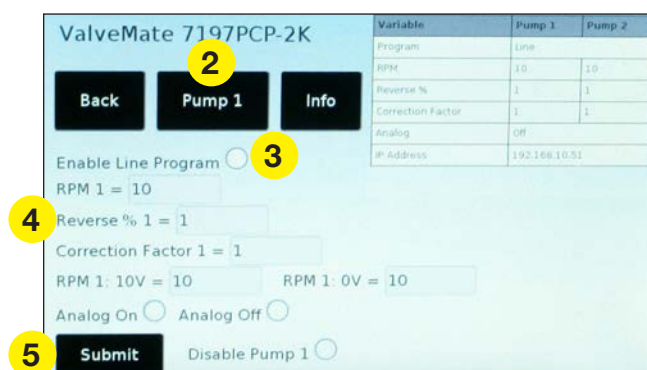 ValveMate 7197PCP-2K
2
Back Pump 1 Info
Enable Line Program 3
RPM 1 = 10
4 Reverse % 1 = 1
Correction Factor 1 = 1
RPM 1: 10V = 10 RPM 1: 0V = 10
Analog On Analog Off
5 Submit Disable Pump 1
Variable Pump 1 Pump 2
Program Line
RPM 10 10
Reverse % 1 1
Correction Factor 1 1
Analog Off
IP Address 192.168.10.51